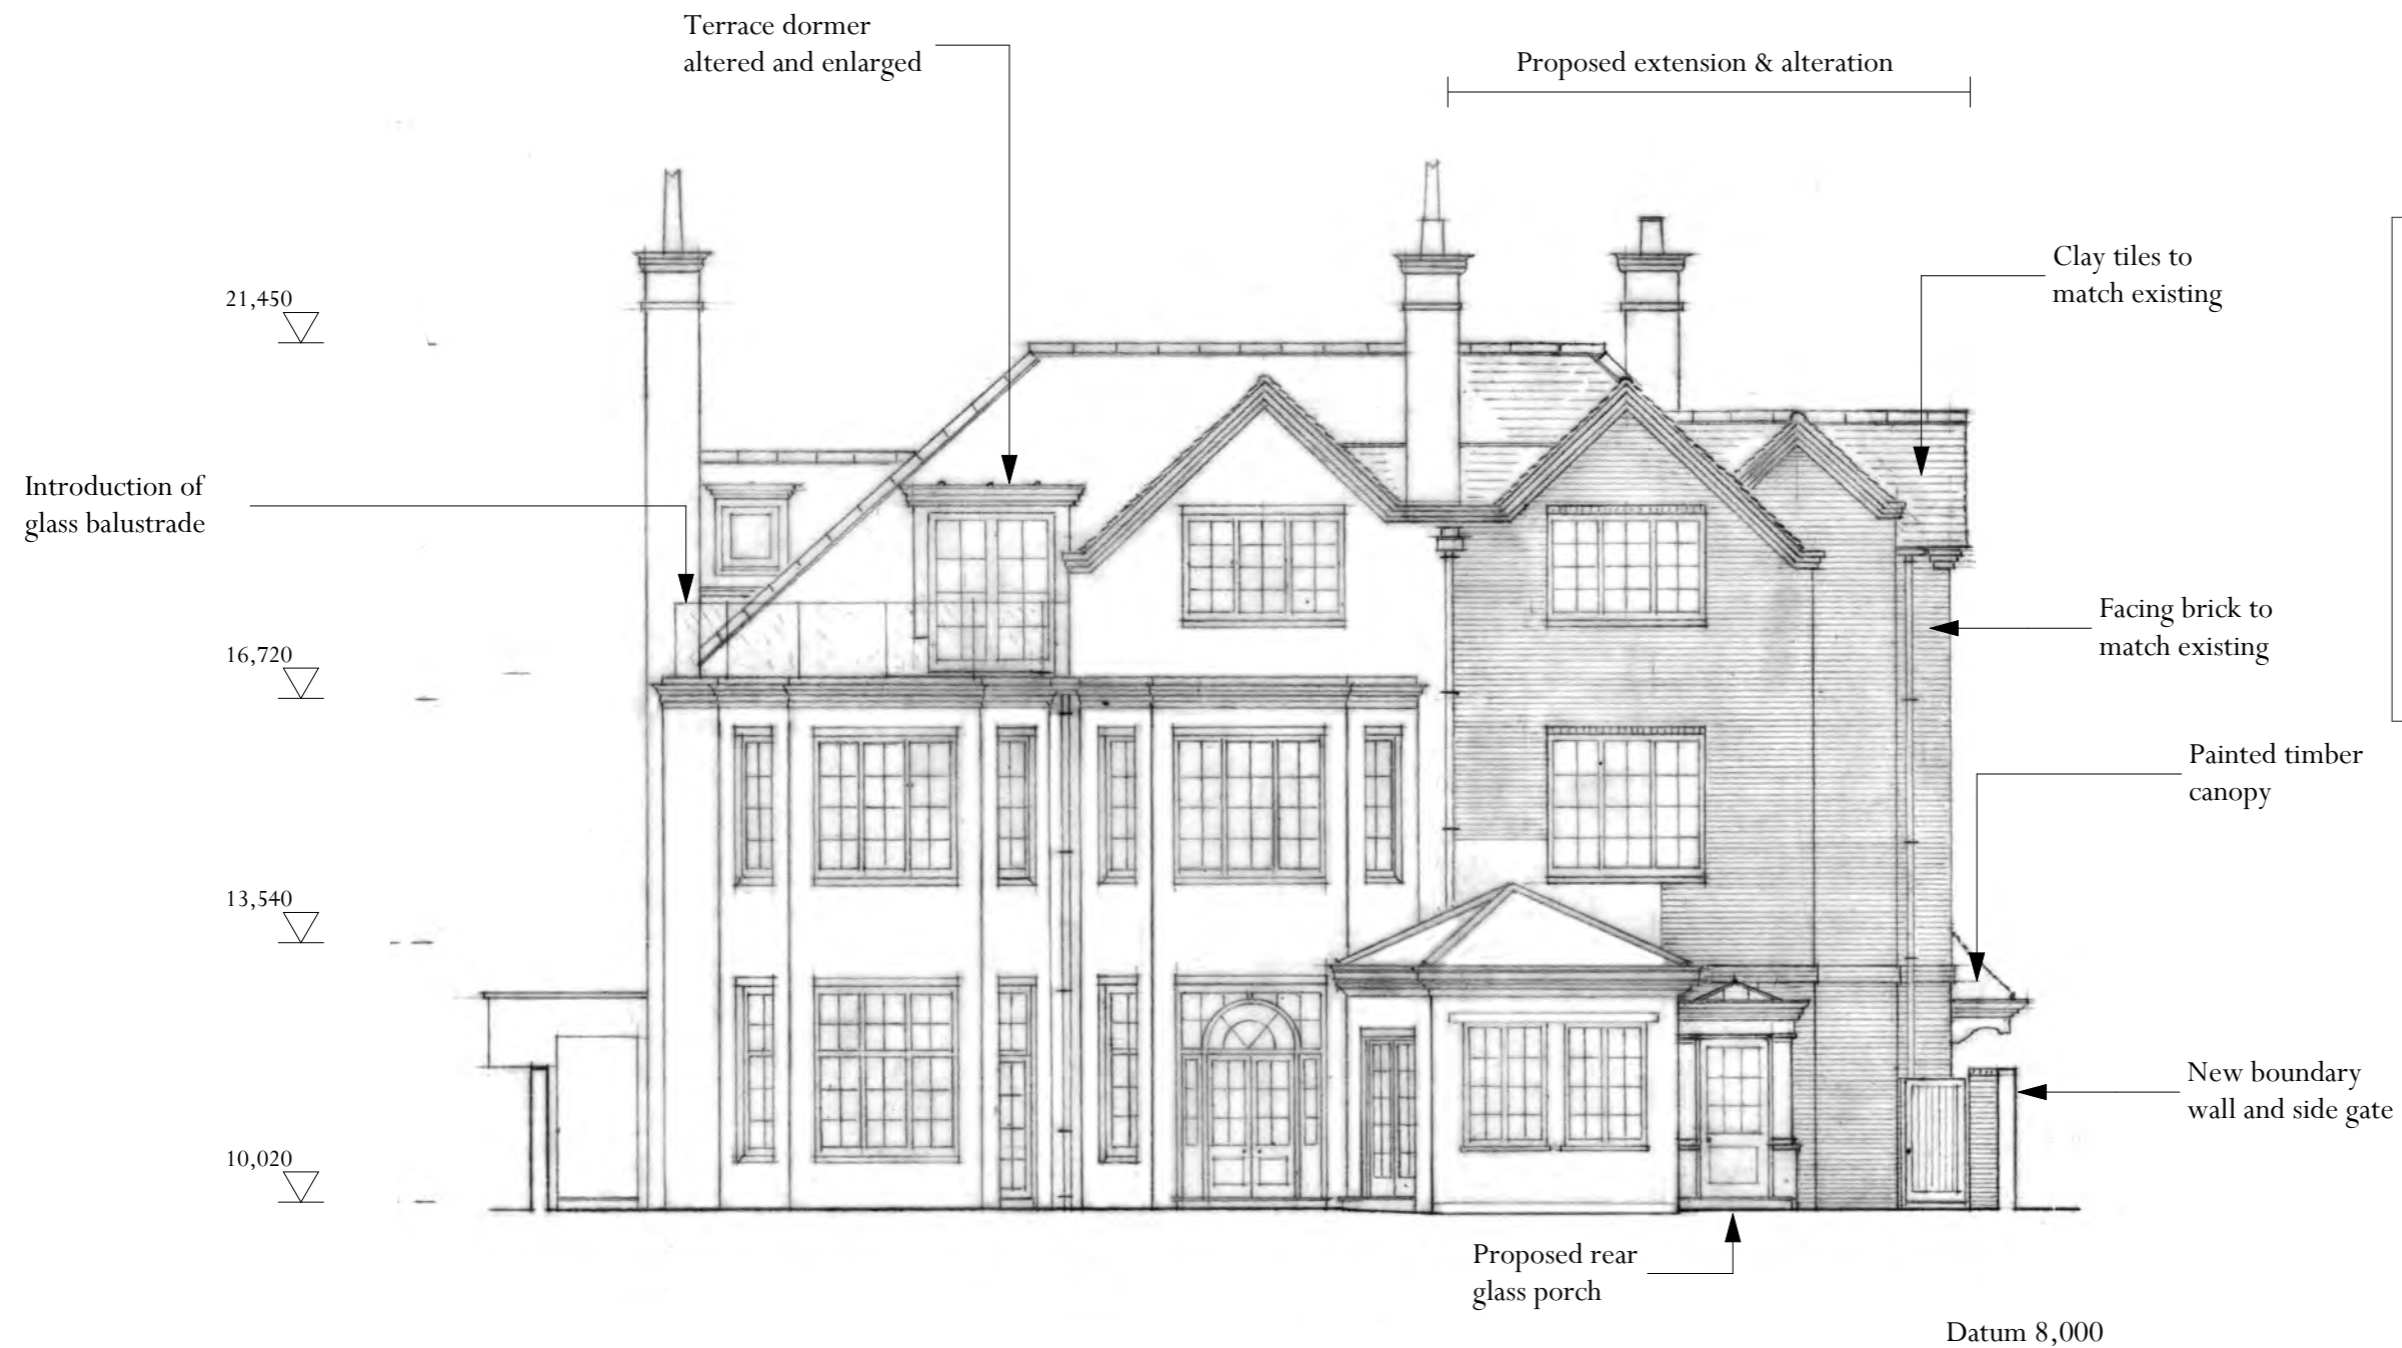 Terrace dormer
altered and enlarged
Proposed extension & alteration
Clay tiles to
match existing
21,450
Introduction of
glass balustrade
Facing brick to
match existing
16,720
Painted timber
canopy
13,540
New boundary
wall and side gate
10,020
Proposed rear
glass porch
Datum 8,000